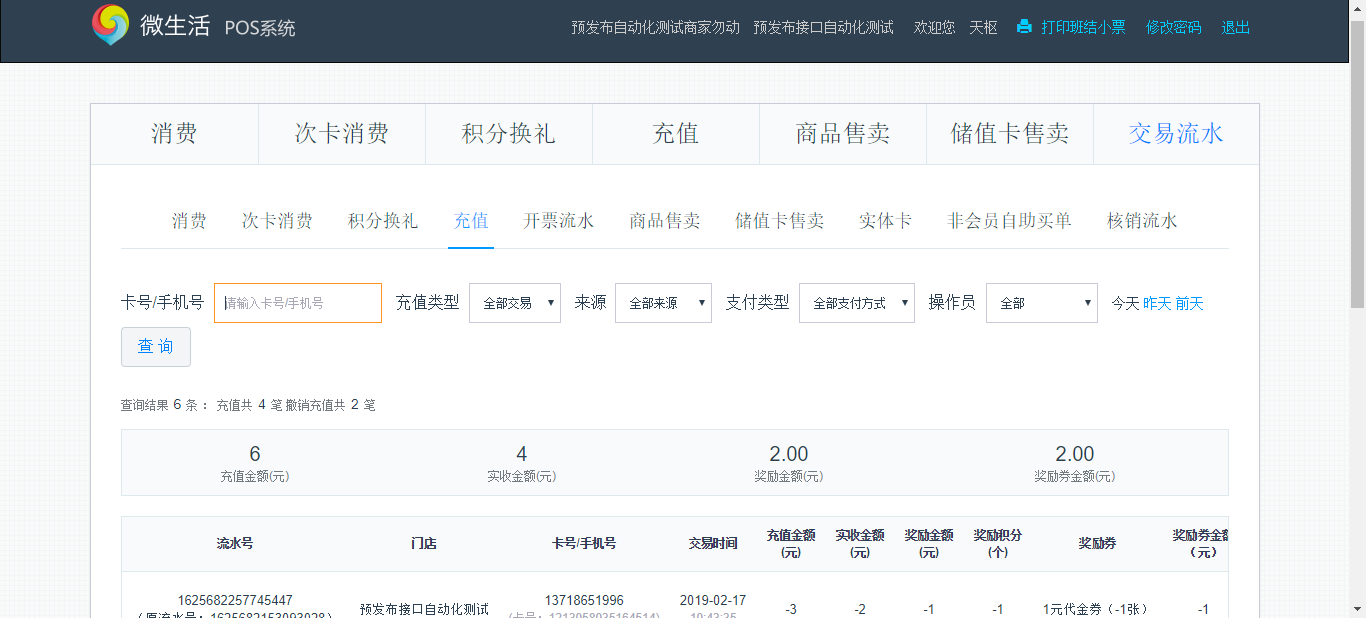 微生活 POS系统 预发布自动化测试商家勿动 预发布接口自动化测试 欢迎您 天枢 打印班结小票 修改密码 退出
消费 次卡消费 积分换礼 充值 商品售卖 储值卡售卖 交易流水
消费 次卡消费 积分换礼 充值 开票流水 商品售卖 储值卡售卖 实体卡 非会员自助买单 核销流水
卡号/手机号 请输入卡号/手机号 充值类型 全部交易 来源 全部来源 支付类型 全部支付方式 操作员 全部 今天 昨天 前天
查 询
查询结果 6 条 ： 充值共 4 笔 撤销充值共 2 笔
6 4 2.00 2.00
充值金额(元) 实收金额(元) 奖励金额(元) 奖励券金额(元)
流水号 门店 卡号/手机号 交易时间 充值金额(元) 实收金额(元) 奖励金额(元) 奖励积分(个) 奖励券 奖励券金额（元）
1625682257745447 预发布接口自动化测试 13718651996 2019-02-17 -3 -2 -1 -1 1元代金券（-1张） -1